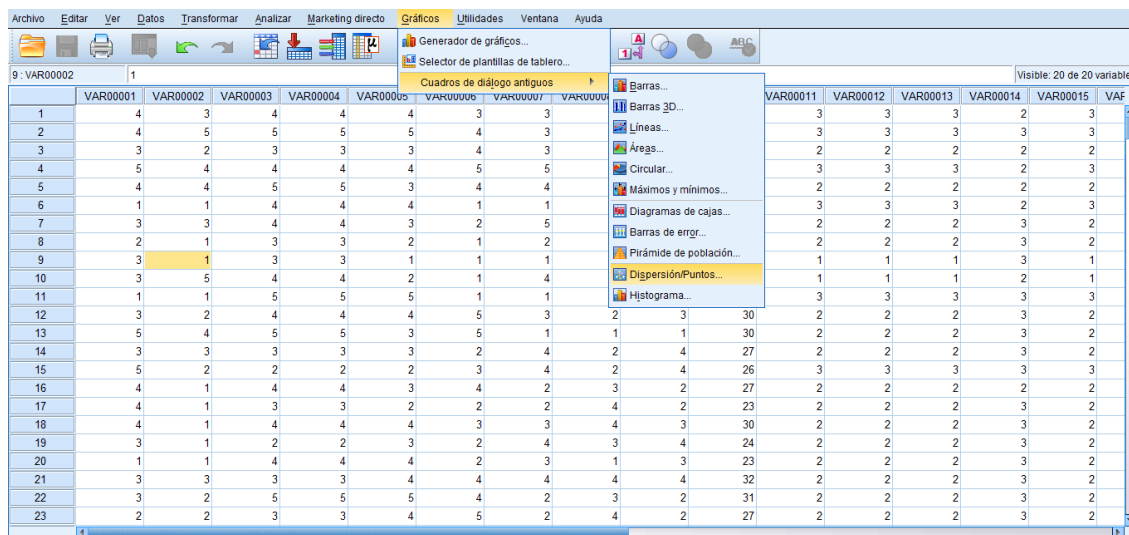 Archivo Editar Ver Datos Transformar Analizar Marketing directo Gráficos Utilidades Ventana Ayuda
Generador de gráficos...
Selector de plantillas de tablero...
Cuadros de diálogo antiguos
Barras...
Barras 3D...
Líneas...
Áreas...
Circular...
Máximos y mínimos...
Diagramas de cajas...
Barras de error...
Pirámide de población...
Dispersión/Puntos...
Histograma...
9 : VAR00002 1 Visible: 20 de 20 variable
VAR00001 VAR00002 VAR00003 VAR00004 VAR00005 VAR00006 VAR00007 VAR00008 VAR00011 VAR00012 VAR00013 VAR00014 VAR00015 VAF
1 4 3 4 4 4 3 3 3 3 3 2 3
2 4 5 5 5 5 4 3 3 3 3 3 3
3 3 2 3 3 3 4 3 2 2 2 2 2
4 5 4 4 4 4 5 5 3 3 3 2 3
5 4 4 5 5 3 4 4 2 2 2 2 2
6 1 1 4 4 4 1 1 3 3 3 2 3
7 3 3 4 4 3 2 5 2 2 2 3 2
8 2 1 3 3 2 1 2 2 2 2 3 2
9 3 1 3 3 1 1 1 1 1 1 3 1
10 3 5 4 4 2 1 4 1 1 1 2 1
11 1 1 5 5 5 1 1 3 3 3 3 3
12 3 2 4 4 4 5 3 2 3 30 2 2 2 3 2
13 5 4 5 5 3 5 1 1 1 30 2 2 2 3 2
14 3 3 3 3 3 2 4 2 4 27 2 2 2 3 2
15 5 2 2 2 2 3 4 2 4 26 3 3 3 3 3
16 4 1 4 4 3 4 2 3 2 27 2 2 2 3 2
17 4 1 3 3 2 2 2 4 2 23 2 2 2 3 2
18 4 1 4 4 4 3 3 4 3 30 2 2 2 3 2
19 3 1 2 2 3 2 4 3 4 24 2 2 2 3 2
20 1 1 4 4 4 2 3 1 3 23 2 2 2 3 2
21 3 3 3 3 4 4 4 4 4 32 2 2 2 3 2
22 3 2 5 5 5 4 2 3 2 31 2 2 2 3 2
23 2 2 3 3 4 5 2 4 2 27 2 2 2 3 2